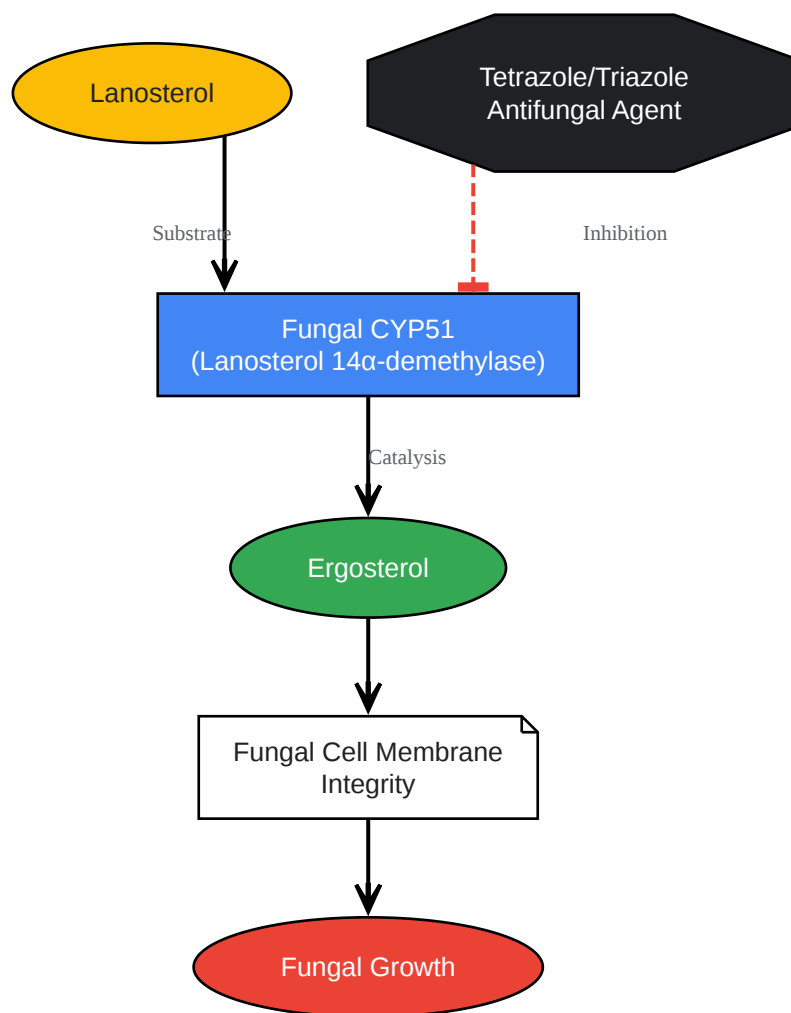 Lanosterol
Tetrazole/Triazole
Antifungal Agent
Substrate
Inhibition
Fungal CYP51
(Lanosterol 14α-demethylase)
Catalysis
Ergosterol
Fungal Cell Membrane
Integrity
Fungal Growth